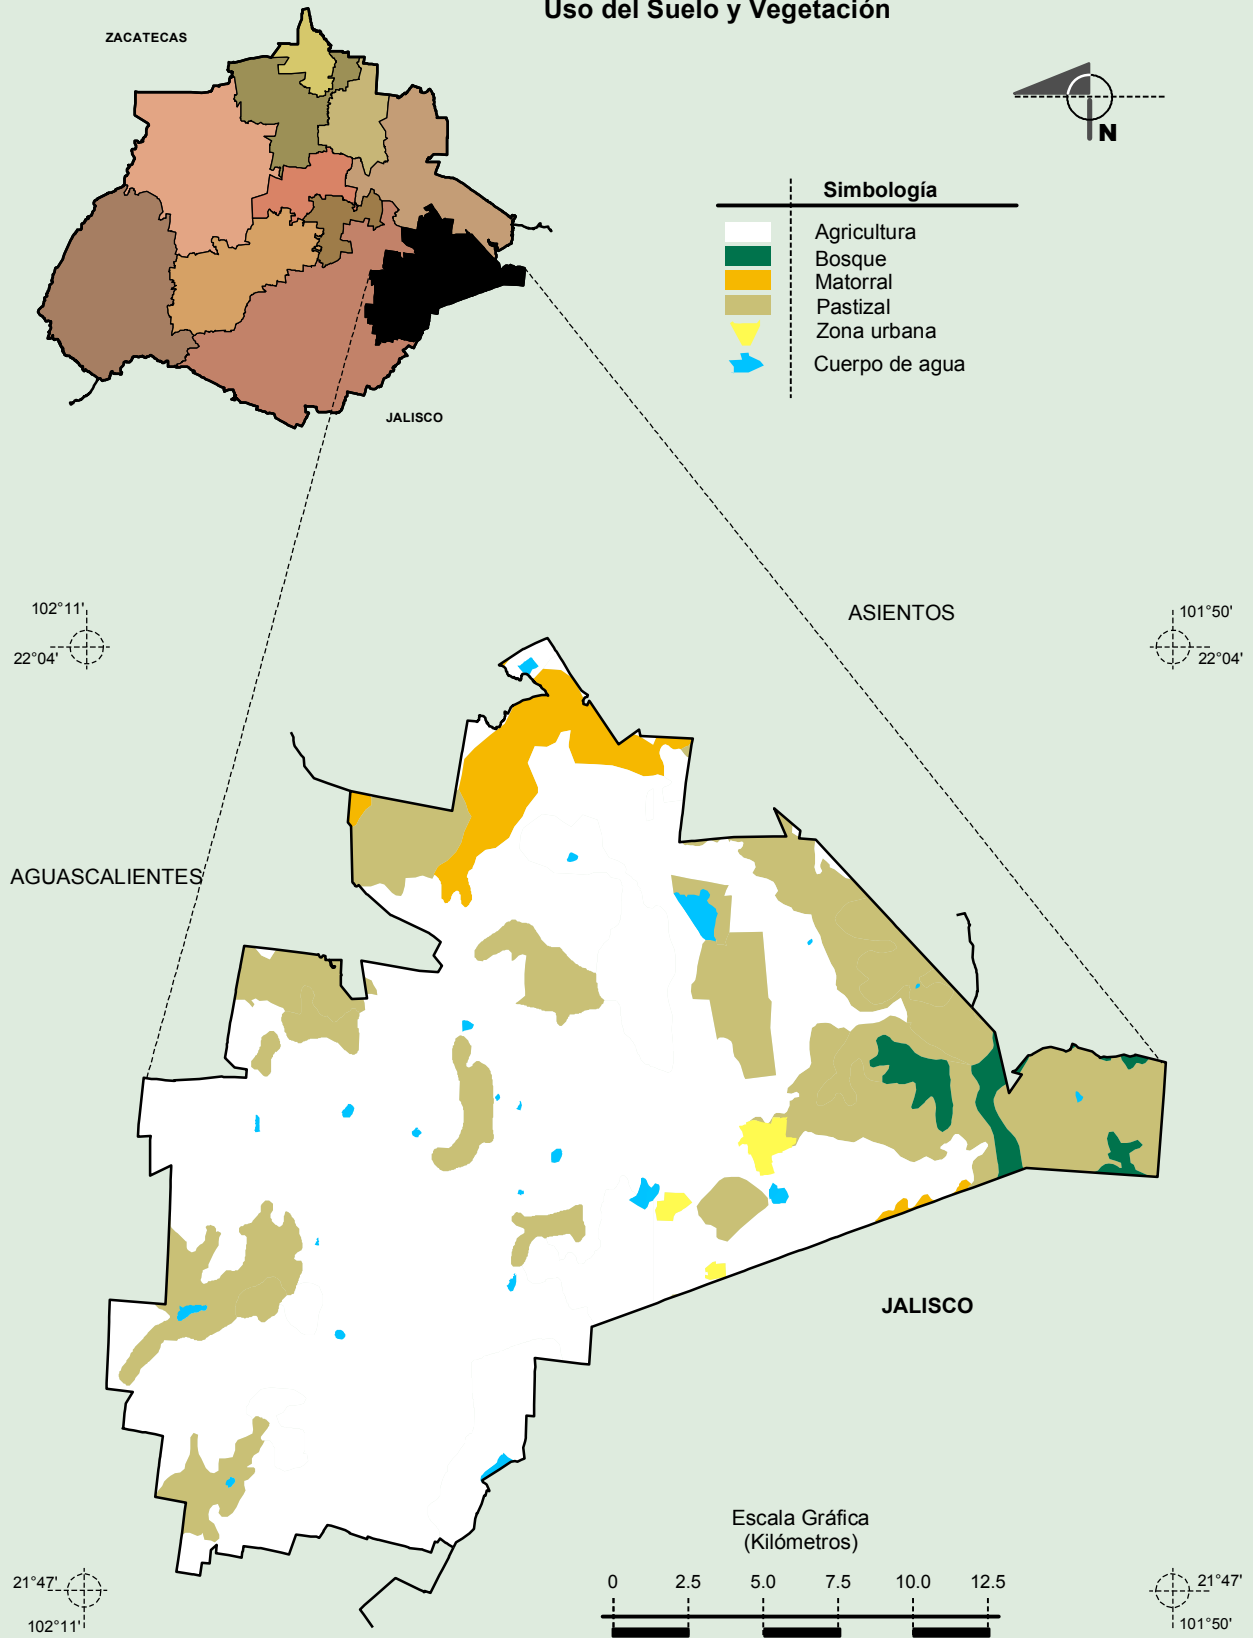 Uso del Suelo y Vegetación
ZACATECAS
N
Simbología
Agricultura
Bosque
Matorral
Pastizal
Zona urbana
Cuerpo de agua
JALISCO
102°11'
22°04'
ASIENTOS
101°50'
22°04'
AGUASCALIENTES
JALISCO
Escala Gráfica
(Kilómetros)
0 2.5 5.0 7.5 10.0 12.5
21°47'
102°11'
21°47'
101°50'